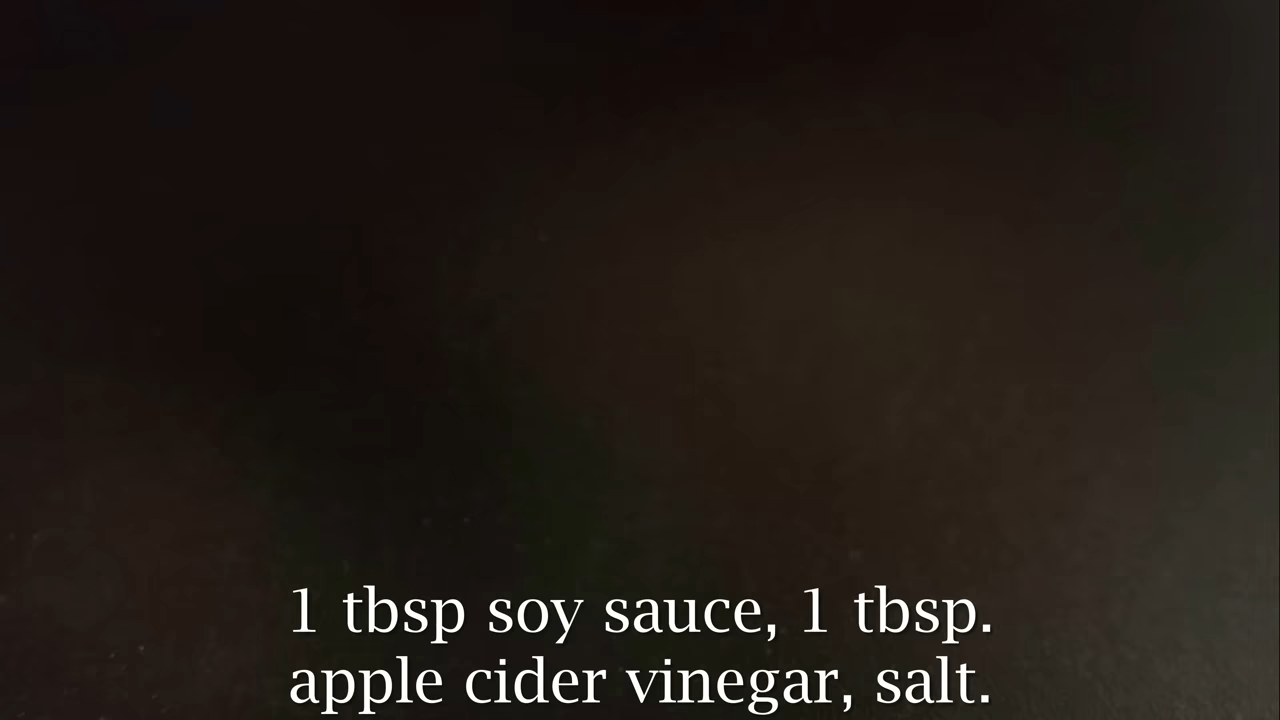 1 tbsp soy sauce, 1 tbsp.
apple cider vinegar, salt.